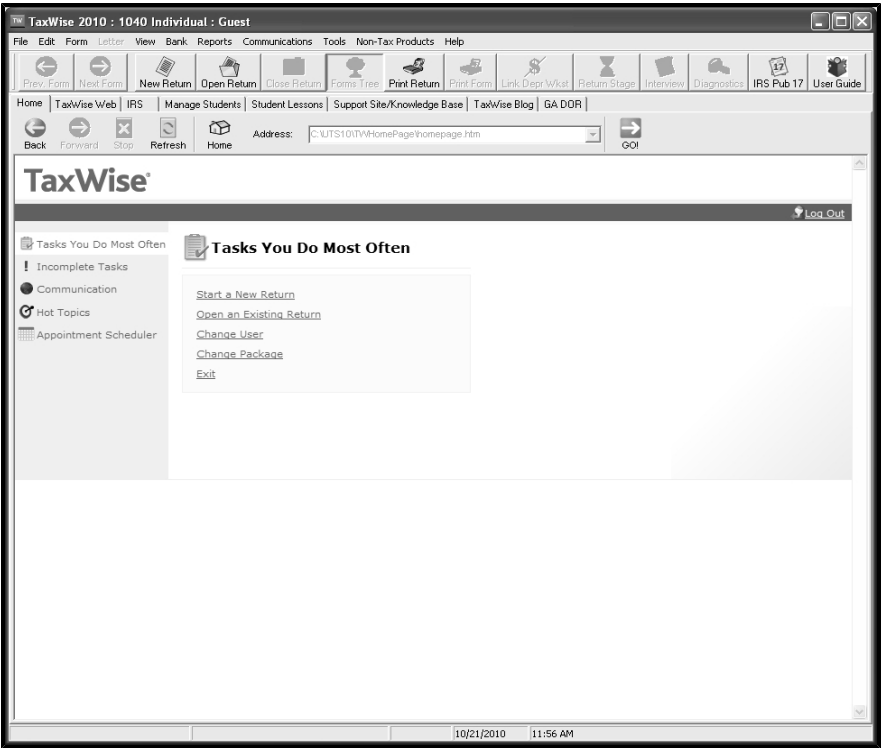 TW TaxWise 2010 : 1040 Individual : Guest
File Edit Form Letter View Bank Reports Communications Tools Non-Tax Products Help
Prev. Form Next Form New Return Open Return Close Return Forms Tree Print Return Print Form Link Depr Wkst Return Stage Interview Diagnostics IRS Pub 17 User Guide
Home TaxWise Web IRS Manage Students Student Lessons Support Site/Knowledge Base TaxWise Blog GA DOR
Back Forward Stop Refresh Home Address: C:\UTS10\TWHomePage\homepage.htm GO!
TaxWise®
Log Out
Tasks You Do Most Often
! Incomplete Tasks
Communication
Hot Topics
Appointment Scheduler
Tasks You Do Most Often
Start a New Return
Open an Existing Return
Change User
Change Package
Exit
10/21/2010 11:56 AM